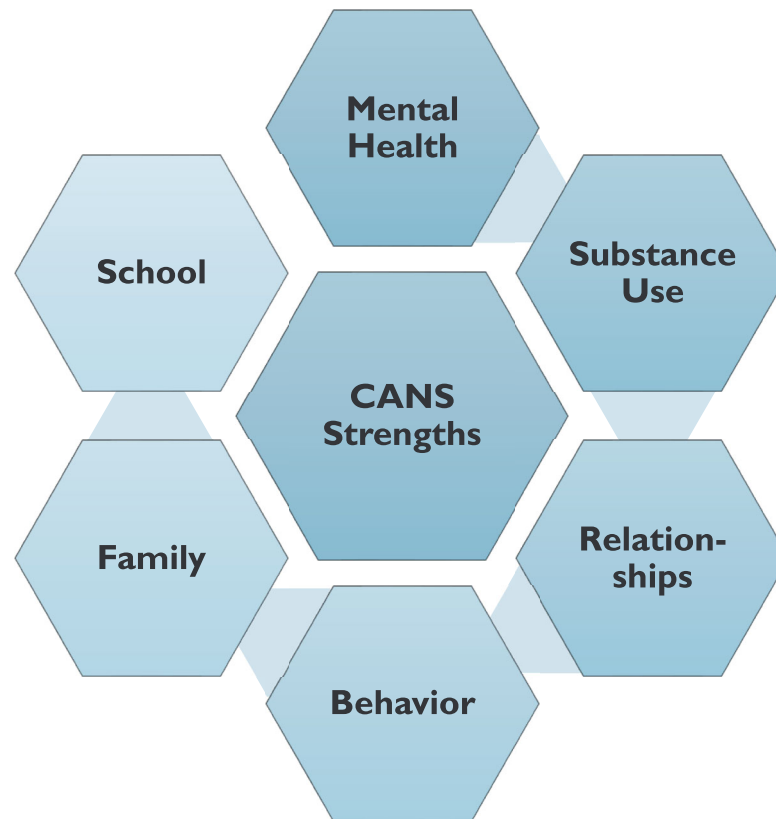 Mental
Health
Substance
Use
School
CANS
Strengths
Relation-
ships
Family
Behavior